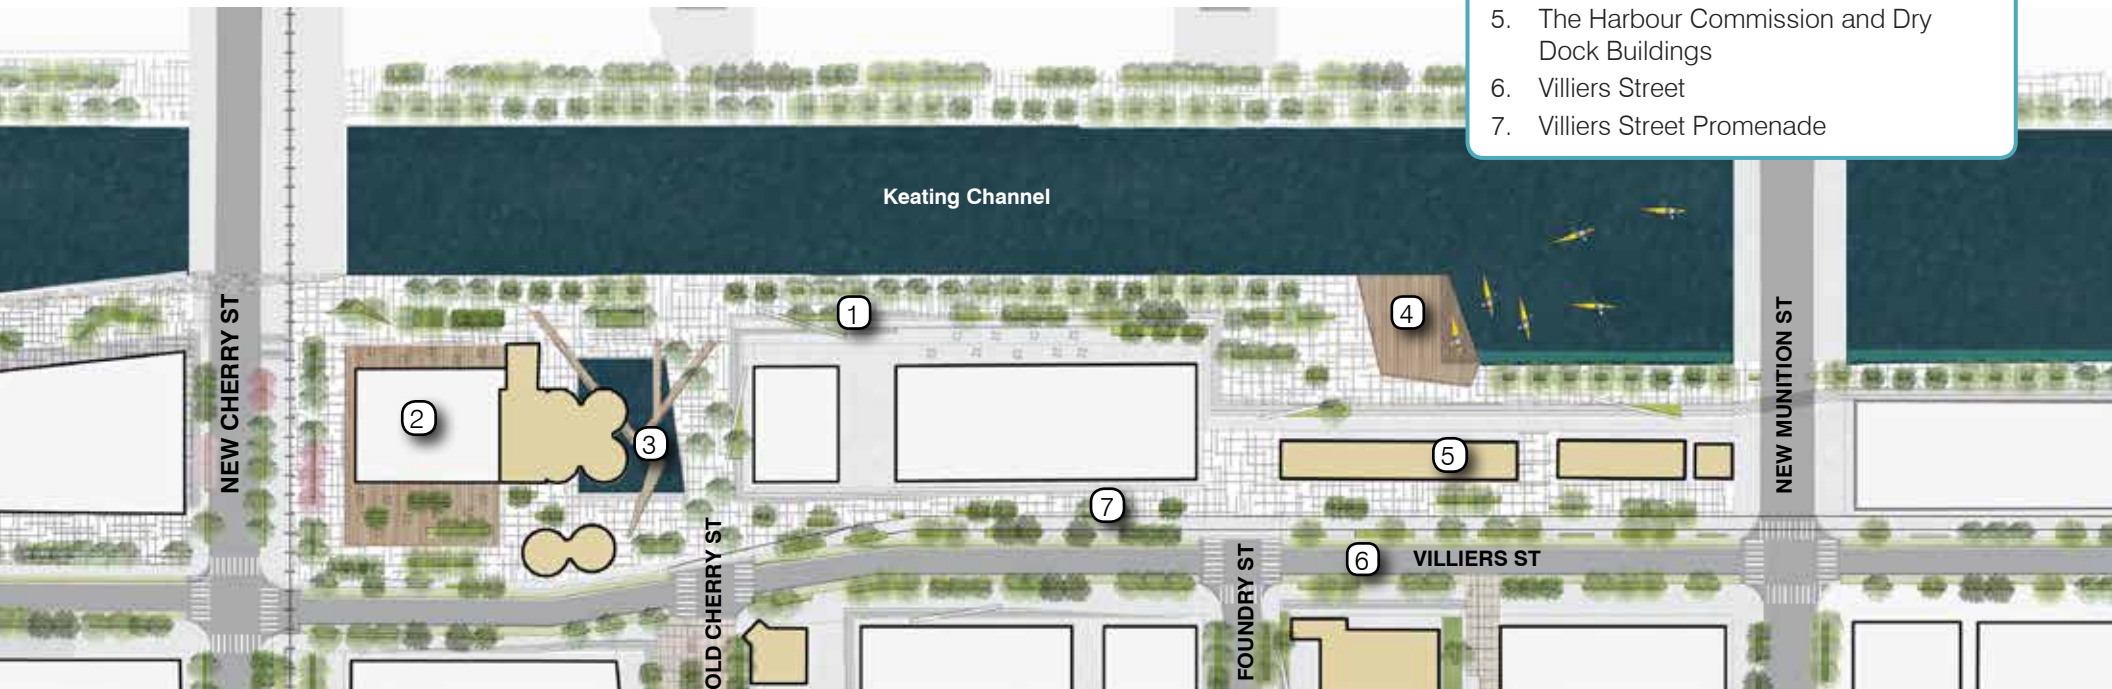 5. The Harbour Commission and Dry
Dock Buildings
6. Villiers Street
7. Villiers Street Promenade
Keating Channel
NEW CHERRY ST
NEW MUNITION ST
1
4
2
3
5
7
6
VILLIERS ST
OLD CHERRY ST
FOUNDRY ST